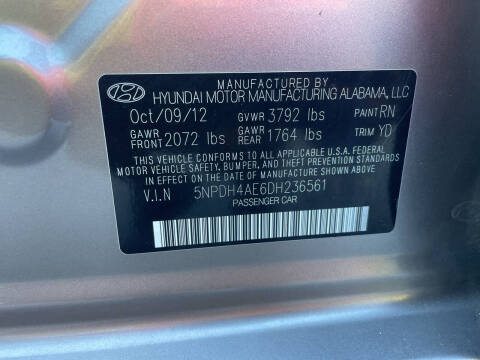 MANUFACTURED BY
HYUNDAI MOTOR MANUFACTURING ALABAMA, LLC
Oct/09/12 GVWR 3792 lbs PAINT RN
GAWR FRONT 2072 lbs GAWR REAR 1764 lbs TRIM YD
THIS VEHICLE CONFORMS TO ALL APPLICABLE U.S.A. FEDERAL
MOTOR VEHICLE SAFETY, BUMPER, AND THEFT PREVENTION STANDARDS
IN EFFECT ON THE DATE OF MANUFACTURE SHOWN ABOVE.
V.I.N 5NPDH4AE6DH236561
PASSENGER CAR